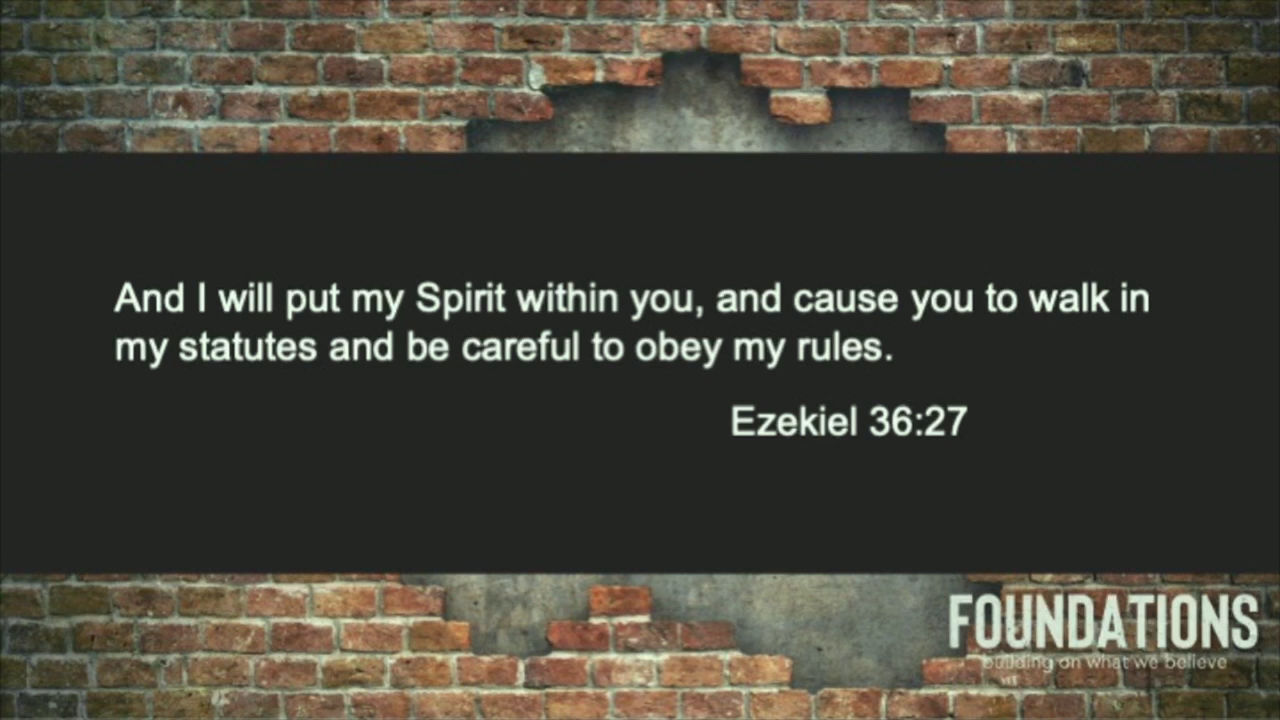 And I will put my Spirit within you, and cause you to walk in
my statutes and be careful to obey my rules.
Ezekiel 36:27
FOUNDATIONS
building on what we believe